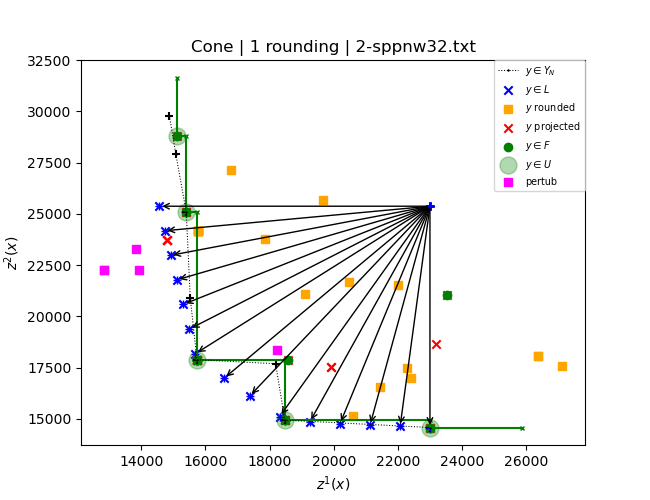 Cone | 1 rounding | 2-sppnw32.txt
32500
30000
27500
25000
22500
20000
17500
15000
z²(x)
y ∈ Y_N
y ∈ L
y rounded
y projected
y ∈ F
y ∈ U
pertub
14000 16000 18000 20000 22000 24000 26000
z¹(x)